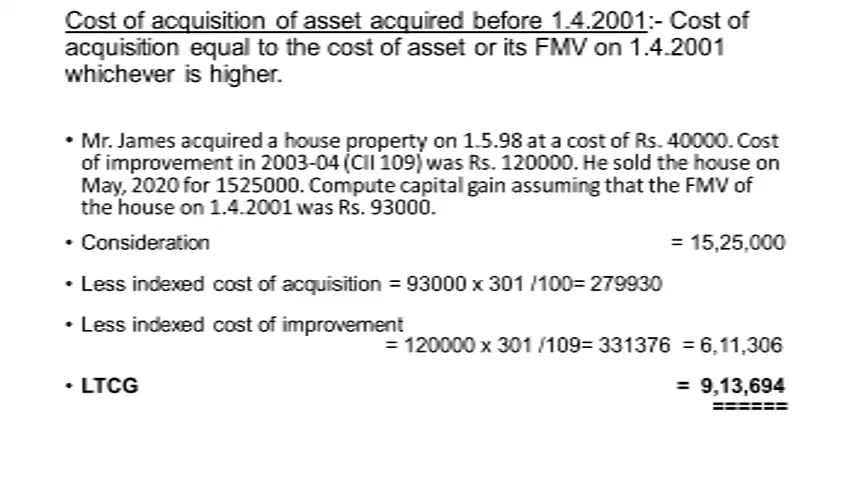 Cost of acquisition of asset acquired before 1.4.2001:- Cost of
acquisition equal to the cost of asset or its FMV on 1.4.2001
whichever is higher.
• Mr. James acquired a house property on 1.5.98 at a cost of Rs. 40000. Cost
of improvement in 2003-04 (CII 109) was Rs. 120000. He sold the house on
May, 2020 for 1525000. Compute capital gain assuming that the FMV of
the house on 1.4.2001 was Rs. 93000.
• Consideration = 15,25,000
• Less indexed cost of acquisition = 93000 x 301 /100= 279930
• Less indexed cost of improvement
= 120000 x 301 /109= 331376 = 6,11,306
• LTCG = 9,13,694
======